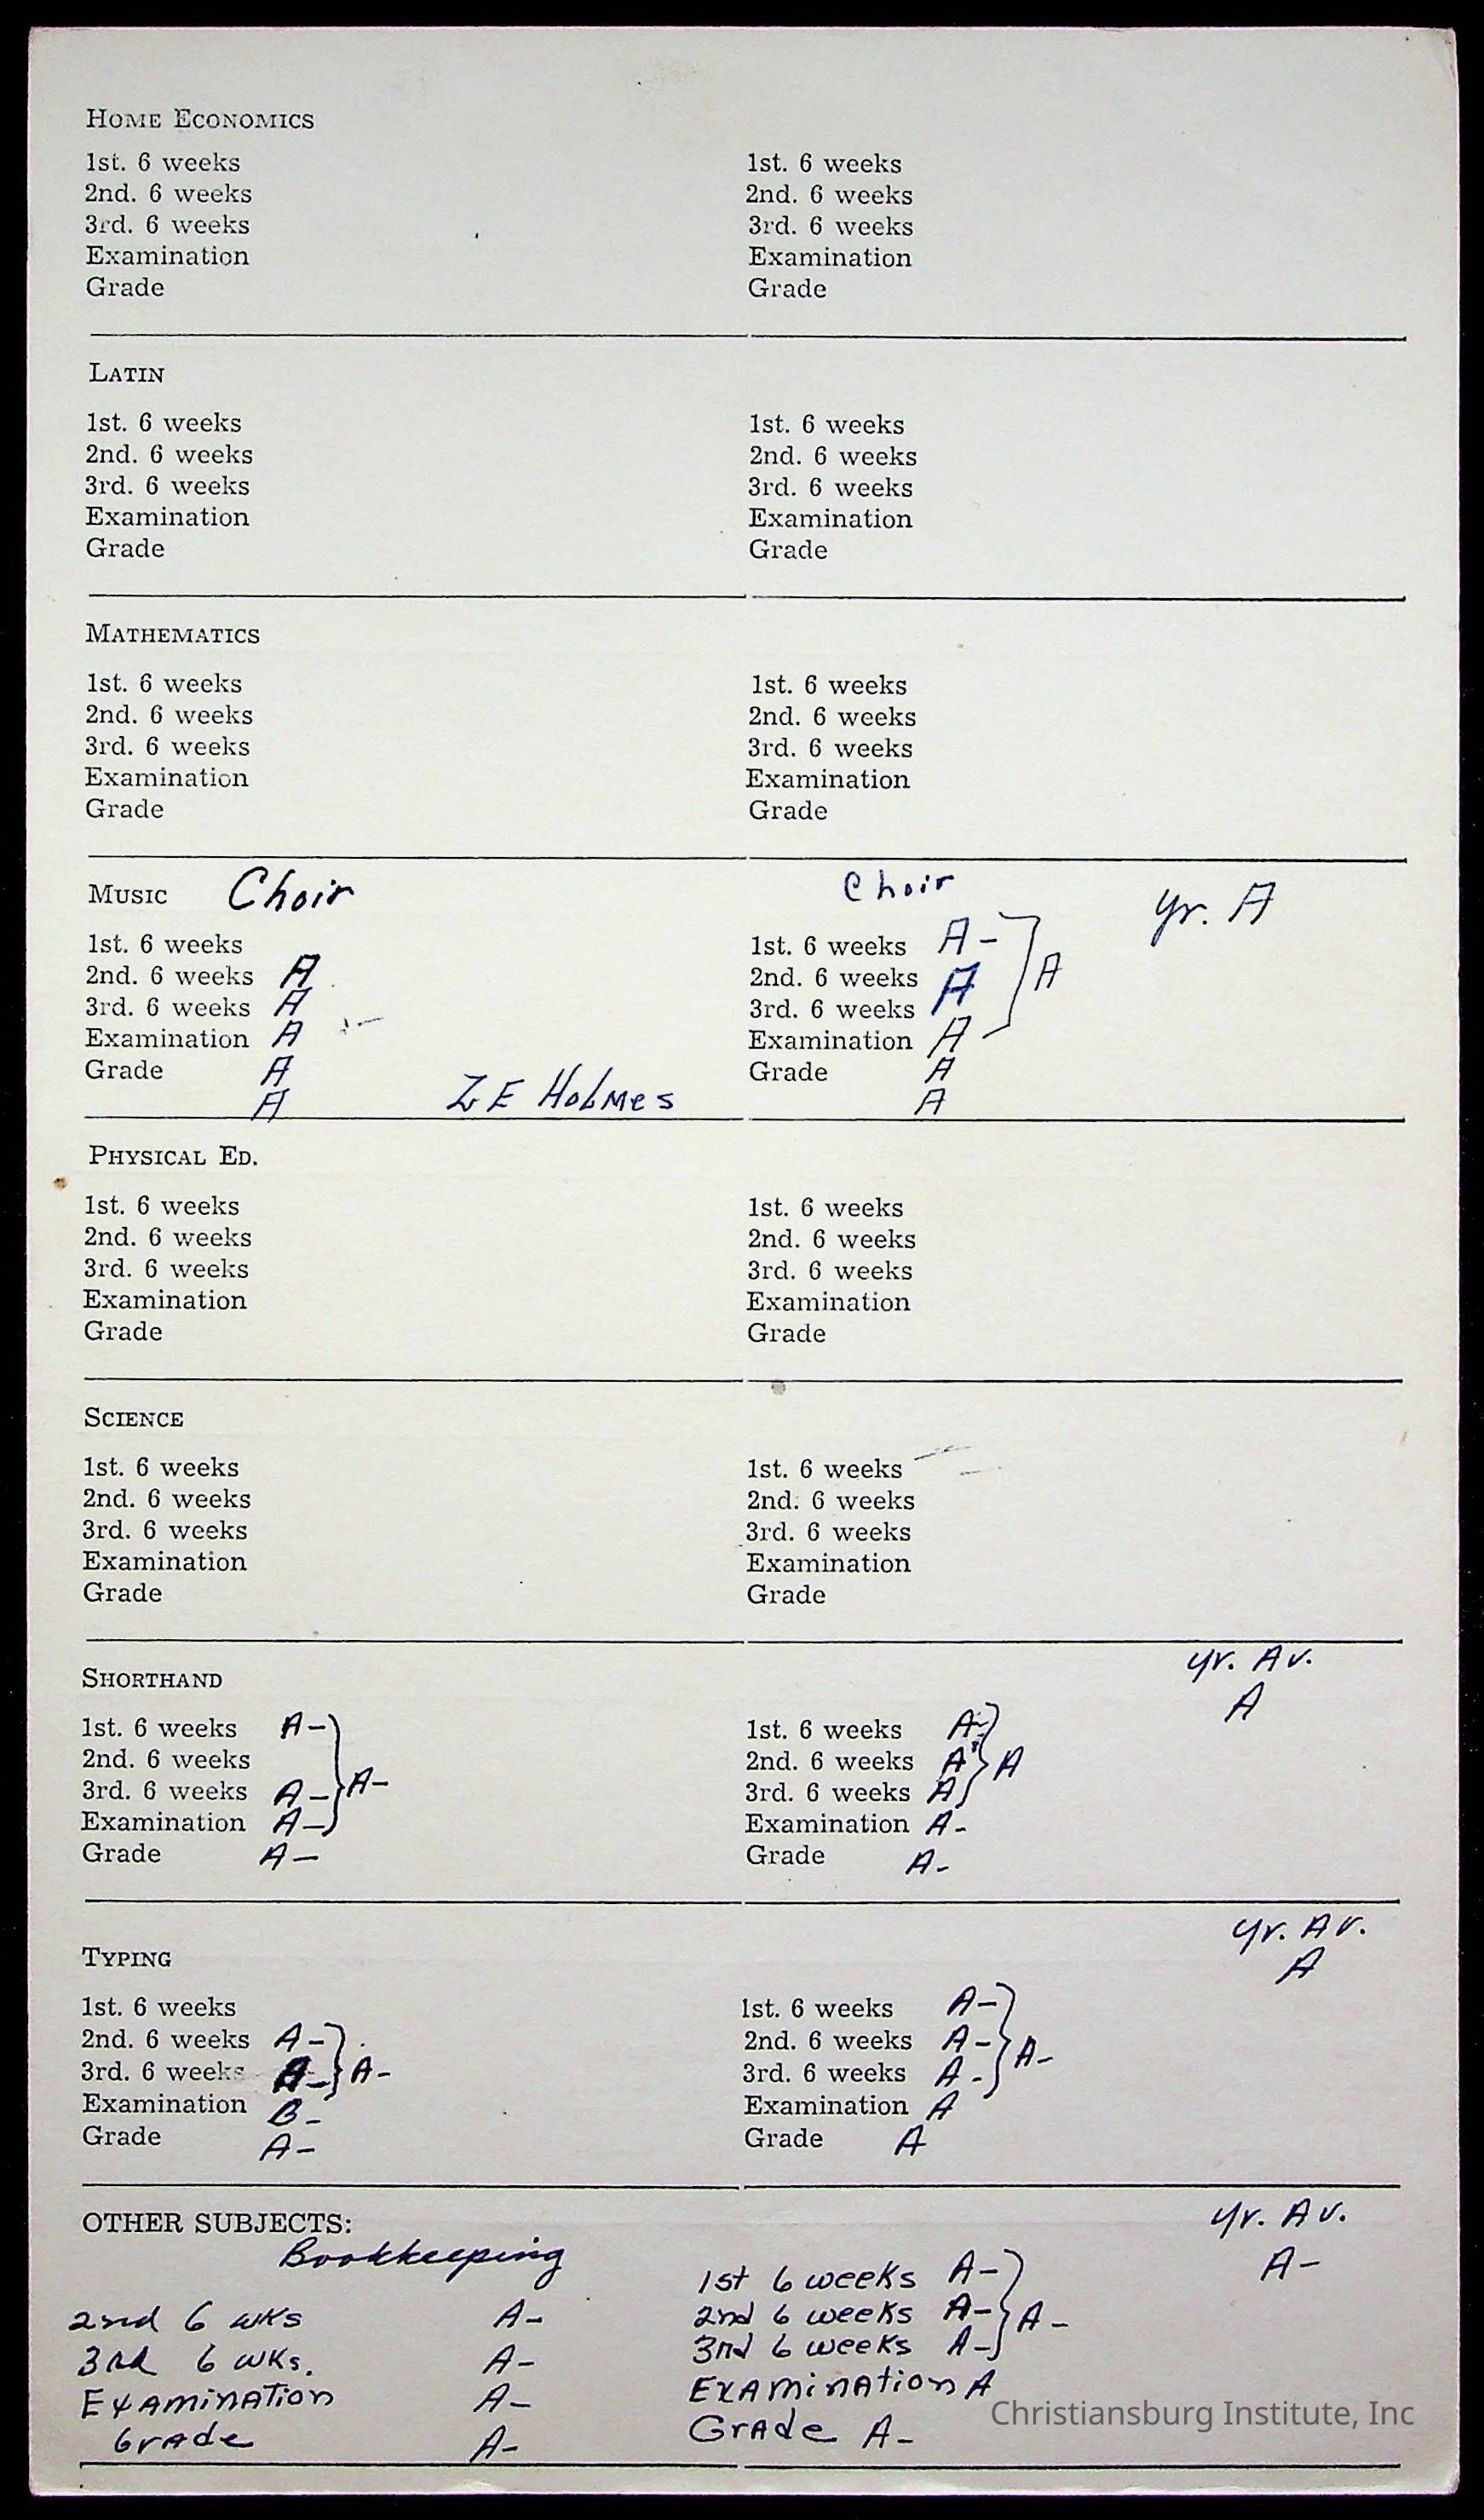 HOME ECONOMICS
1st. 6 weeks 1st. 6 weeks
2nd. 6 weeks 2nd. 6 weeks
3rd. 6 weeks 3rd. 6 weeks
Examination Examination
Grade Grade
LATIN
1st. 6 weeks 1st. 6 weeks
2nd. 6 weeks 2nd. 6 weeks
3rd. 6 weeks 3rd. 6 weeks
Examination Examination
Grade Grade
MATHEMATICS
1st. 6 weeks 1st. 6 weeks
2nd. 6 weeks 2nd. 6 weeks
3rd. 6 weeks 3rd. 6 weeks
Examination Examination
Grade Grade
MUSIC Choir Choir yr. A
1st. 6 weeks 1st. 6 weeks A-
2nd. 6 weeks A 2nd. 6 weeks A A
3rd. 6 weeks A 3rd. 6 weeks
Examination A Examination A
Grade A Grade A
A Z E Holmes A
PHYSICAL ED.
1st. 6 weeks 1st. 6 weeks
2nd. 6 weeks 2nd. 6 weeks
3rd. 6 weeks 3rd. 6 weeks
Examination Examination
Grade Grade
SCIENCE
1st. 6 weeks 1st. 6 weeks
2nd. 6 weeks 2nd. 6 weeks
3rd. 6 weeks 3rd. 6 weeks
Examination Examination
Grade Grade
SHORTHAND yr. Av.
A
1st. 6 weeks A- 1st. 6 weeks A-
2nd. 6 weeks 2nd. 6 weeks A A
3rd. 6 weeks A- A- 3rd. 6 weeks A
Examination A- Examination A-
Grade A- Grade A-
TYPING yr. Av.
A
1st. 6 weeks 1st. 6 weeks A-
2nd. 6 weeks A- 2nd. 6 weeks A- A-
3rd. 6 weeks A- A- 3rd. 6 weeks A-
Examination B- Examination A
Grade A- Grade A
OTHER SUBJECTS: yr. Av.
Bookkeeping A-
1st 6 weeks A-
2nd 6 wks A- 2nd 6 weeks A- A-
3rd 6 wks. A- 3rd 6 weeks A-
Examination A- Examination A
Grade A- Grade A-
Christiansburg Institute, Inc